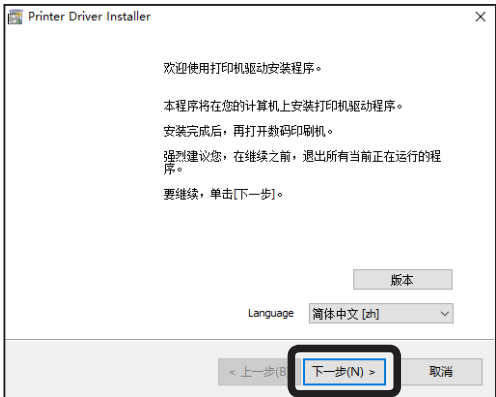 Printer Driver Installer
欢迎使用打印机驱动安装程序。
本程序将在您的计算机上安装打印机驱动程序。
安装完成后，再打开数码印刷机。
强烈建议您，在继续之前，退出所有当前正在运行的程
序。
要继续，单击[下一步]。
版本
Language 简体中文 [zh]
< 上一步(B 下一步(N) > 取消